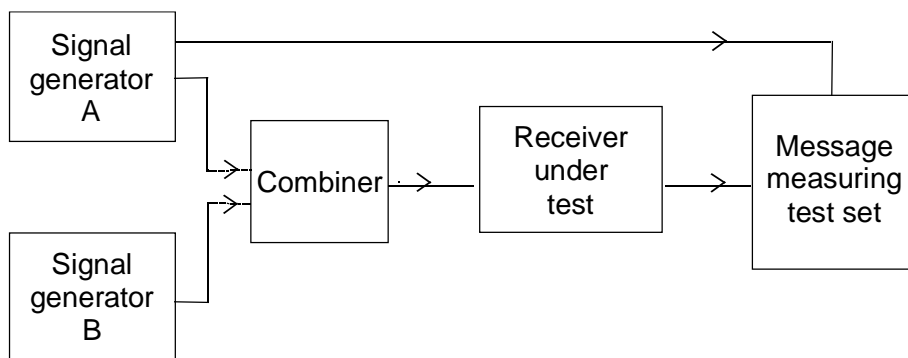 Signal
generator
A
Combiner
Receiver
under
test
Message
measuring
test set
Signal
generator
B